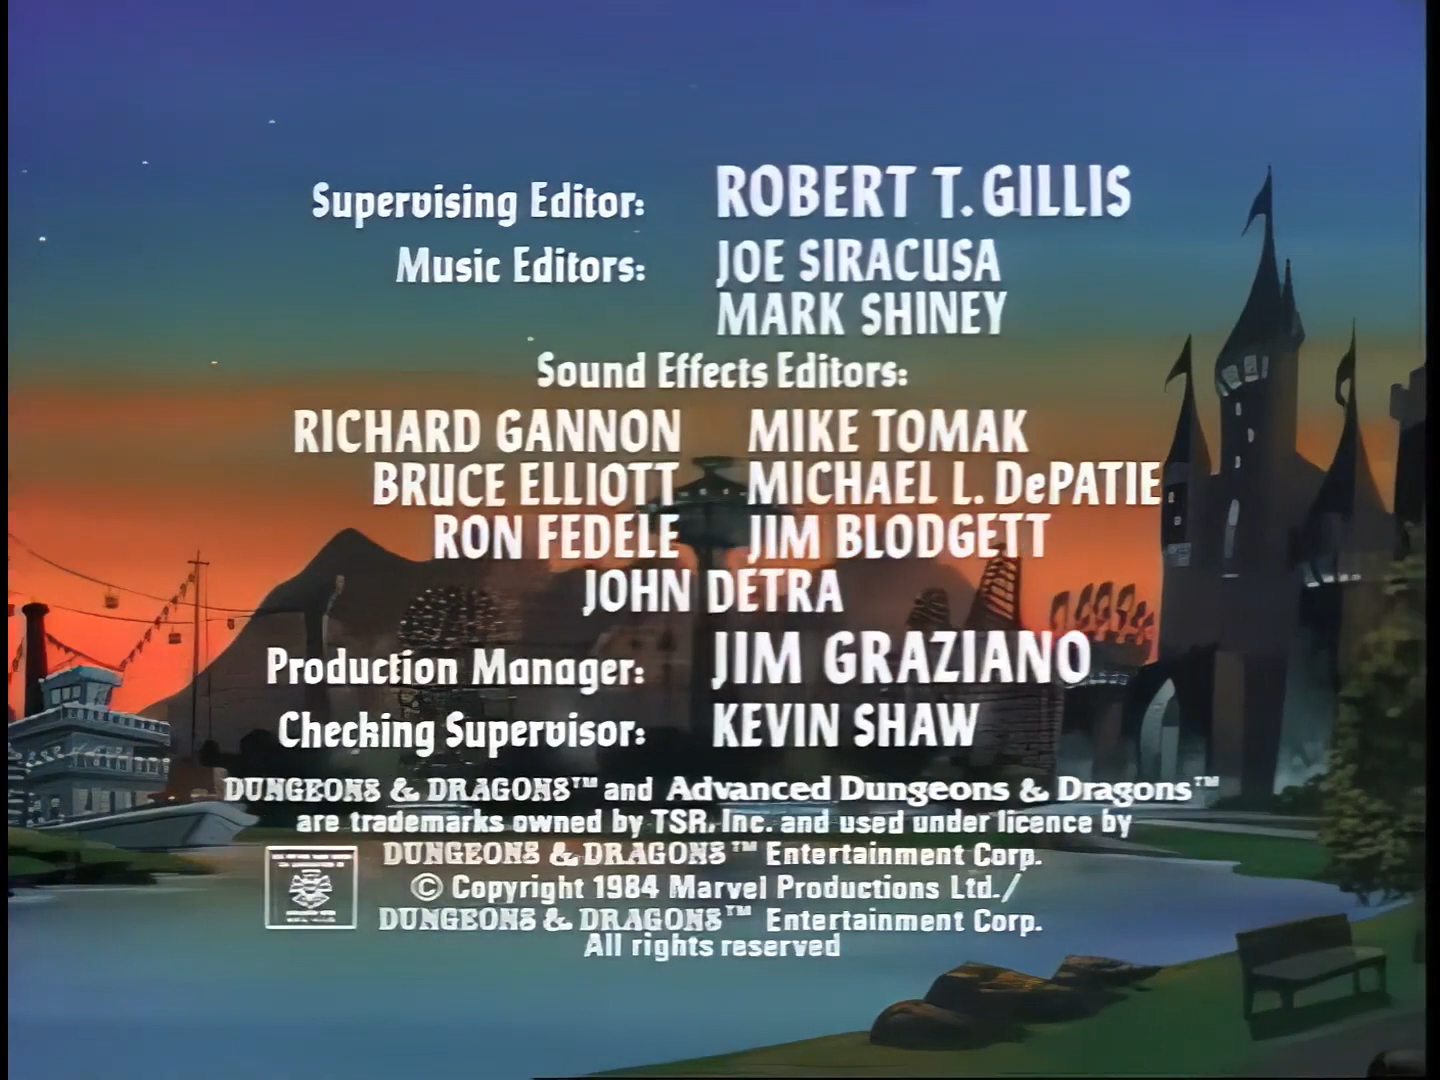 Supervising Editor: ROBERT T. GILLIS
Music Editors: JOE SIRACUSA
MARK SHINEY
Sound Effects Editors:
RICHARD GANNON MIKE TOMAK
BRUCE ELLIOTT MICHAEL L. DePATIE
RON FEDELE JIM BLODGETT
JOHN DETRA
Production Manager: JIM GRAZIANO
Checking Supervisor: KEVIN SHAW
DUNGEONS & DRAGONS™ and Advanced Dungeons & Dragons™
are trademarks owned by TSR, Inc. and used under licence by
DUNGEONS & DRAGONS™ Entertainment Corp.
© Copyright 1984 Marvel Productions Ltd./
DUNGEONS & DRAGONS™ Entertainment Corp.
All rights reserved